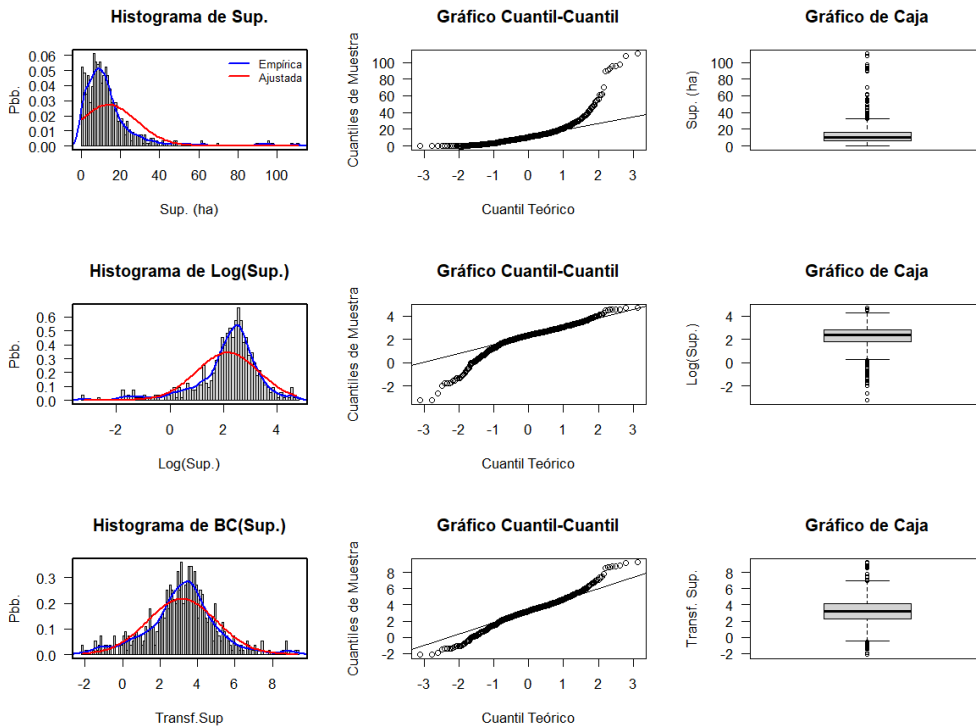 Histograma de Sup.
Pbb.
0.06
0.05
0.04
0.03
0.02
0.01
0.00
Empírica
Ajustada
0 20 40 60 80 100
Sup. (ha)
Gráfico Cuantil-Cuantil
Cuantiles de Muestra
100
80
60
40
20
0
-3 -2 -1 0 1 2 3
Cuantil Teórico
Gráfico de Caja
Sup. (ha)
100
80
60
40
20
0
Histograma de Log(Sup.)
Pbb.
0.6
0.5
0.4
0.3
0.2
0.1
0.0
-2 0 2 4
Log(Sup.)
Gráfico Cuantil-Cuantil
Cuantiles de Muestra
4
2
0
-2
-3 -2 -1 0 1 2 3
Cuantil Teórico
Gráfico de Caja
Log(Sup.)
4
2
0
-2
Histograma de BC(Sup.)
Pbb.
0.3
0.2
0.1
0.0
-2 0 2 4 6 8
Transf.Sup
Gráfico Cuantil-Cuantil
Cuantiles de Muestra
8
6
4
2
0
-2
-3 -2 -1 0 1 2 3
Cuantil Teórico
Gráfico de Caja
Transf. Sup.
8
6
4
2
0
-2